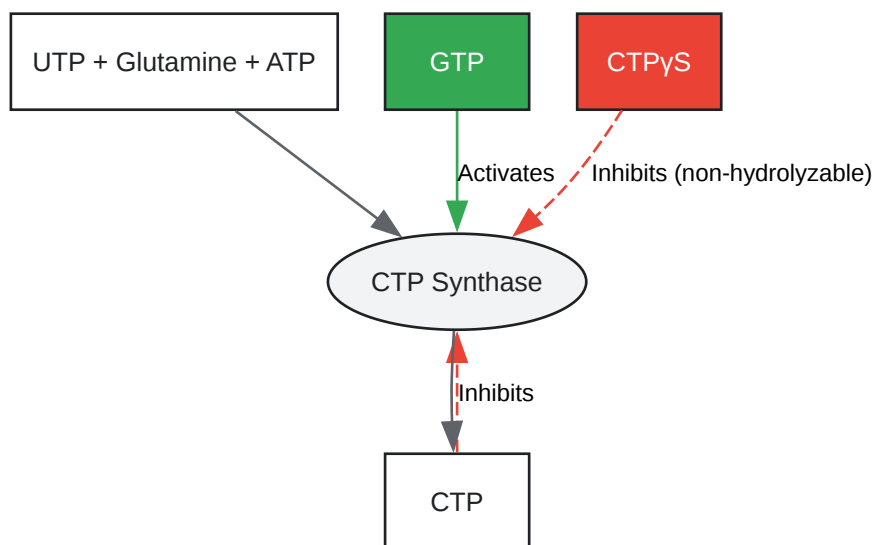 UTP + Glutamine + ATP
GTP
CTPγS
Activates
Inhibits (non-hydrolyzable)
CTP Synthase
Inhibits
CTP